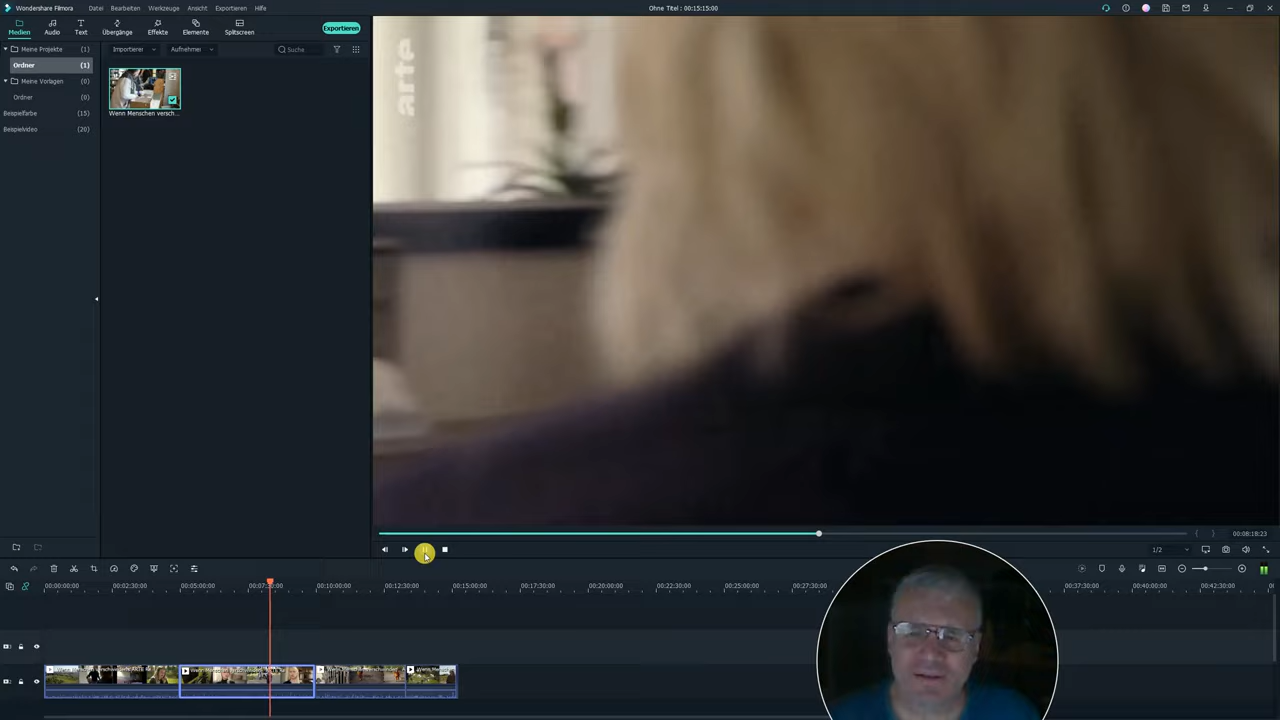 Wondershare Filmora
Datei
Bearbeiten
Werkzeuge
Ansicht
Exportieren
Hilfe
Ohne Titel : 00:15:15:00
Medien
Audio
Text
Übergänge
Effekte
Elemente
Splitscreen
Exportieren
Meine Projekte (1)
Ordner (1)
Meine Vorlagen (0)
Ordner (0)
Beispielfarbe (15)
Beispielvideo (20)
Importieren
Aufnehmen
Suche
Wenn Menschen versch...
arte
00:08:18:23
1/2
00:00:00:00
00:02:30:00
00:05:00:00
00:07:30:00
00:10:00:00
00:12:30:00
00:15:00:00
00:17:30:00
00:20:00:00
00:22:30:00
00:25:00:00
00:27:30:00
00:37:30:00
00:40:00:00
00:42:30:00